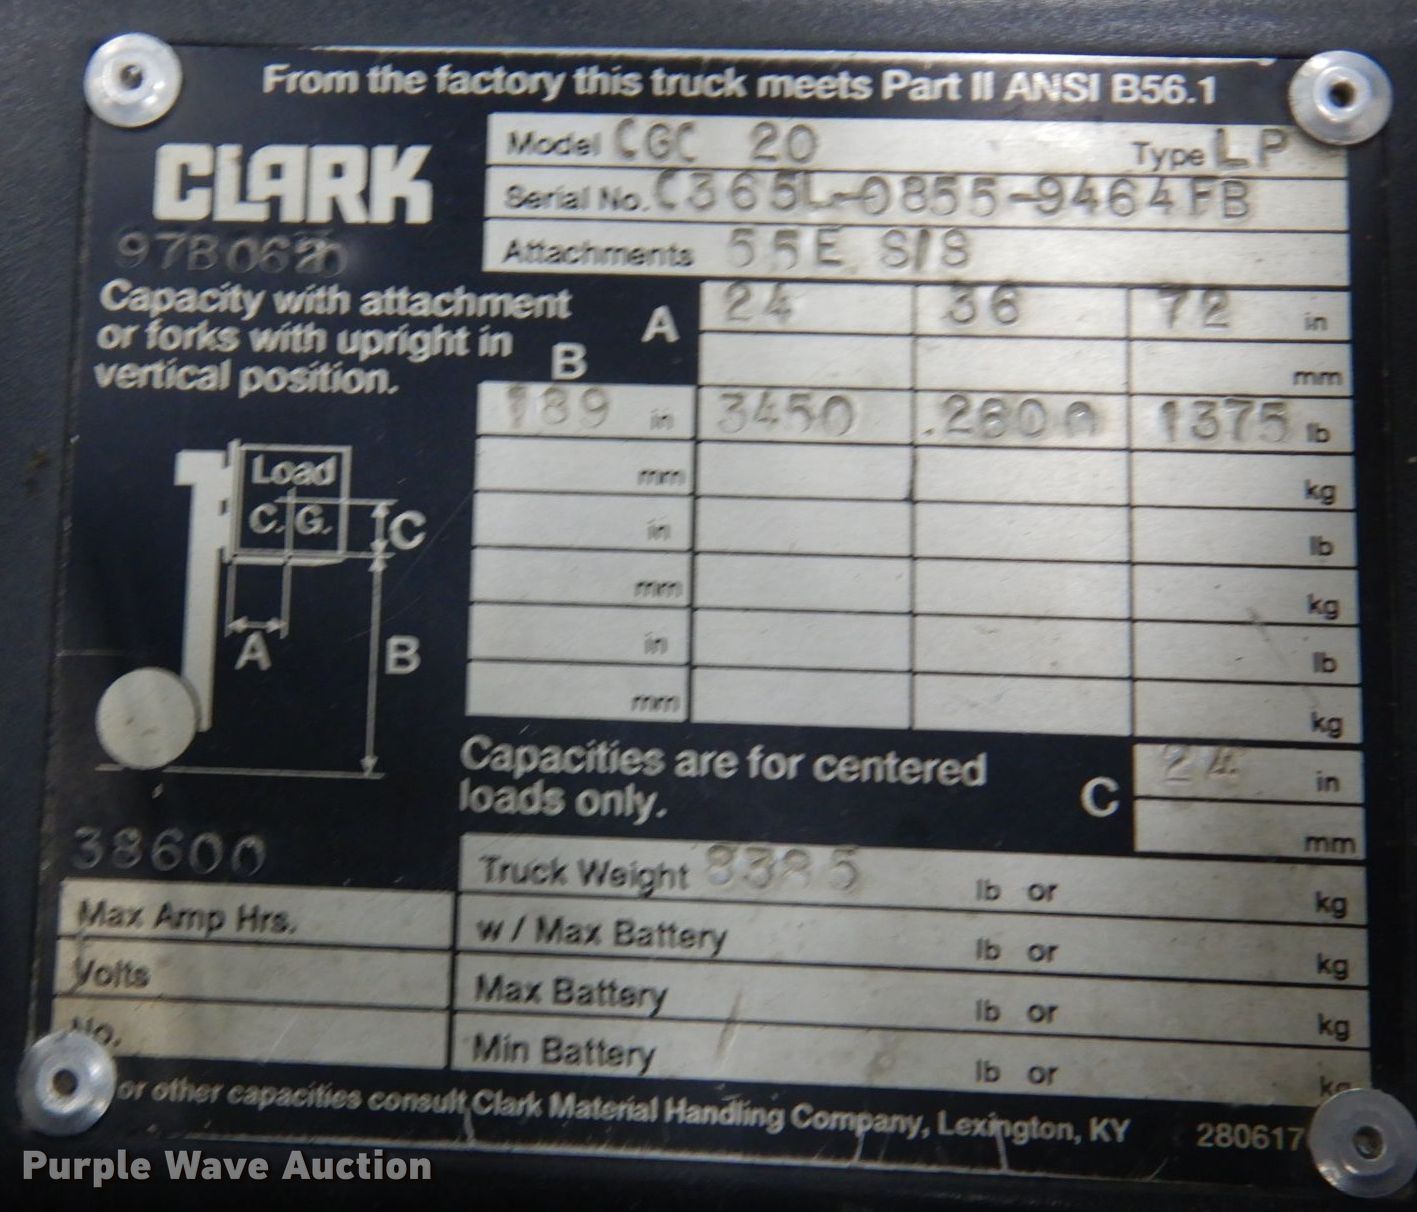 From the factory this truck meets Part II ANSI B56.1
CLARK
Model CGC 20 Type LP
Serial No. C365L-0855-9464FB
Attachments 55E S/S
Capacity with attachment
or forks with upright in
vertical position.
A 24 36 72 in
mm
B
189 in 3450 2600 1375 lb
mm kg
in lb
mm kg
in lb
mm kg
Load
C.G.
C
A
B
Capacities are for centered
loads only.
C 24 in
mm
38600
Truck Weight 8385 lb or kg
w / Max Battery lb or kg
Max Battery lb or kg
Min Battery lb or kg
Max Amp Hrs.
Volts
No.
or other capacities consult Clark Material Handling Company, Lexington, KY 280617
Purple Wave Auction